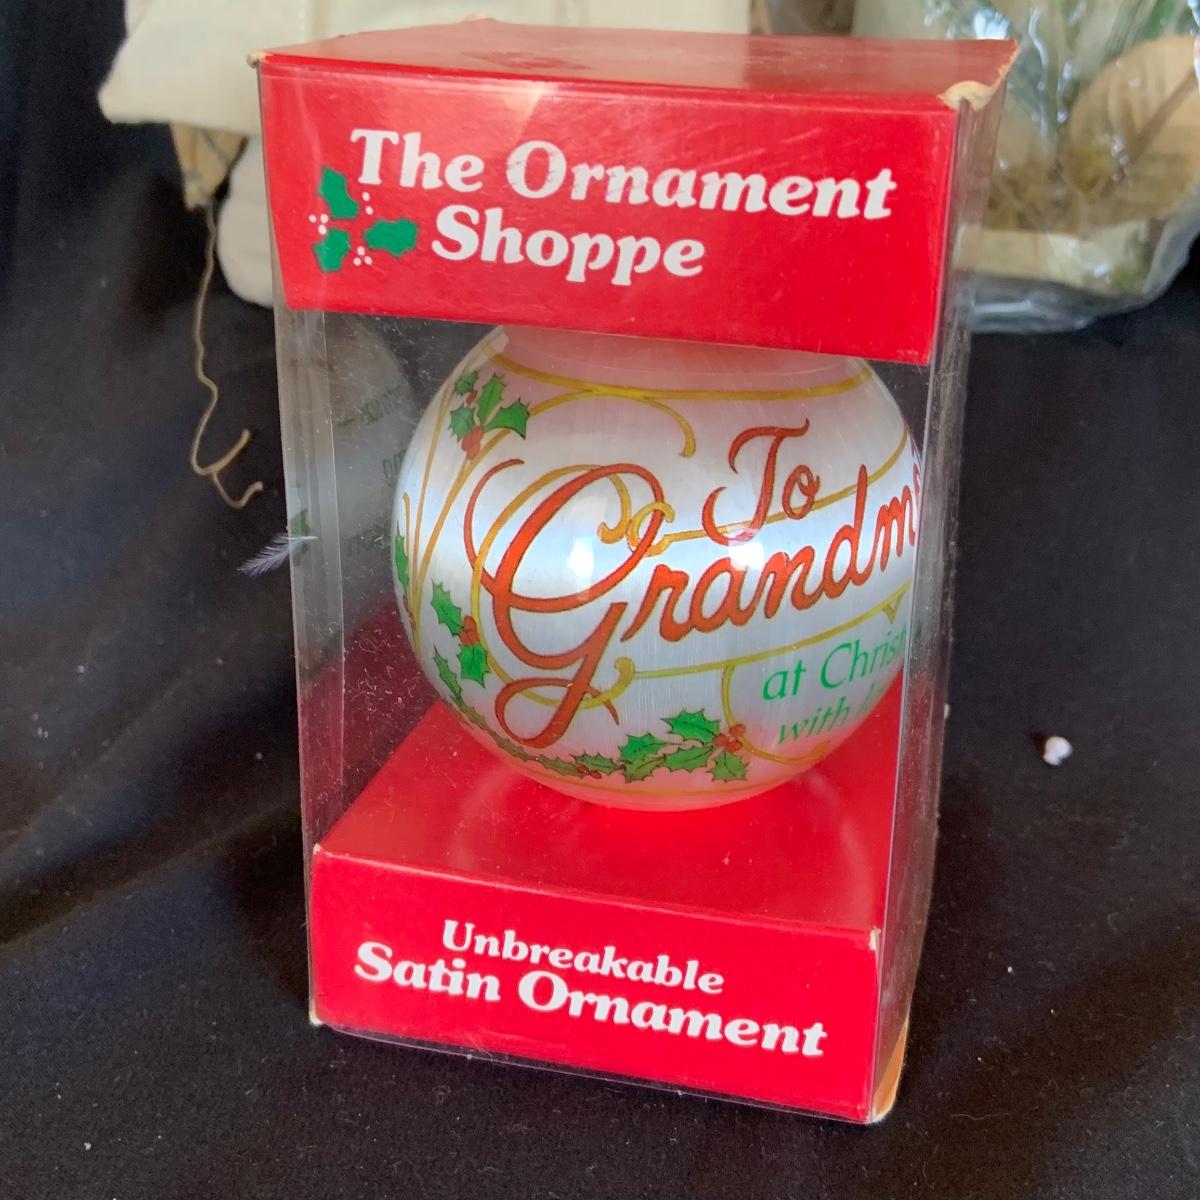 The Ornament
Shoppe
To
Grandm
at Christ
with
Unbreakable
Satin Ornament